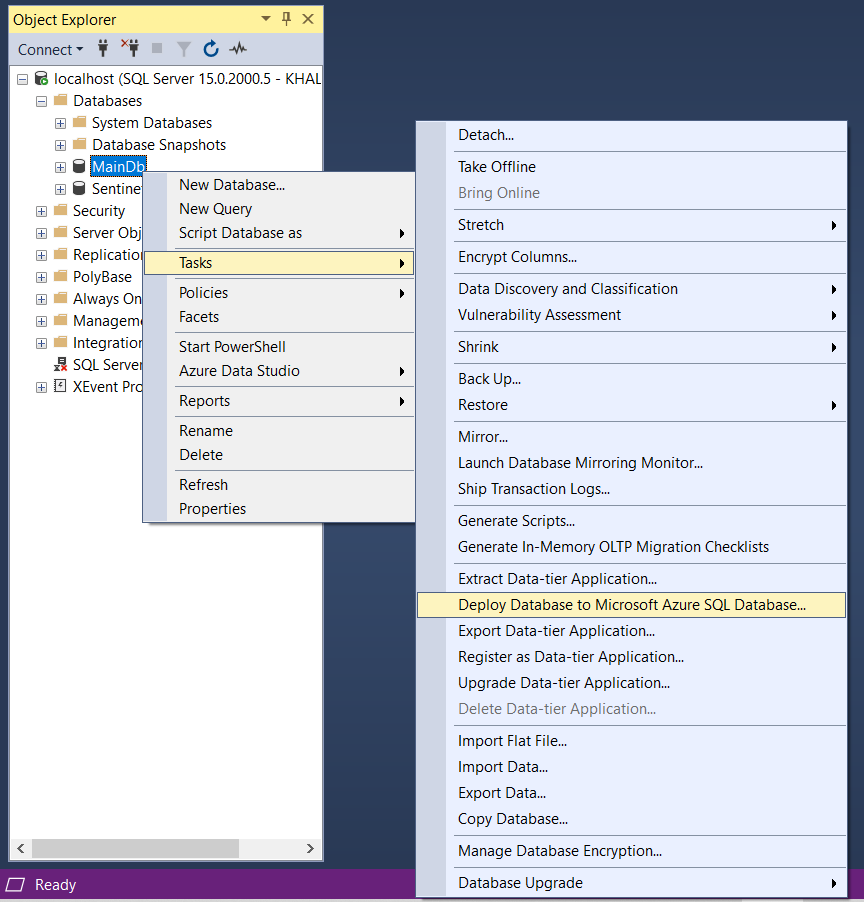 Object Explorer
Connect
localhost (SQL Server 15.0.2000.5 - KHAL
Databases
System Databases
Database Snapshots
MainDb
Sentine
Security
Server Obj
Replication
PolyBase
Always On
Manageme
Integration
SQL Server
XEvent Pro
New Database...
New Query
Script Database as
Tasks
Policies
Facets
Start PowerShell
Azure Data Studio
Reports
Rename
Delete
Refresh
Properties
Detach...
Take Offline
Bring Online
Stretch
Encrypt Columns...
Data Discovery and Classification
Vulnerability Assessment
Shrink
Back Up...
Restore
Mirror...
Launch Database Mirroring Monitor...
Ship Transaction Logs...
Generate Scripts...
Generate In-Memory OLTP Migration Checklists
Extract Data-tier Application...
Deploy Database to Microsoft Azure SQL Database...
Export Data-tier Application...
Register as Data-tier Application...
Upgrade Data-tier Application...
Delete Data-tier Application...
Import Flat File...
Import Data...
Export Data...
Copy Database...
Manage Database Encryption...
Database Upgrade
Ready